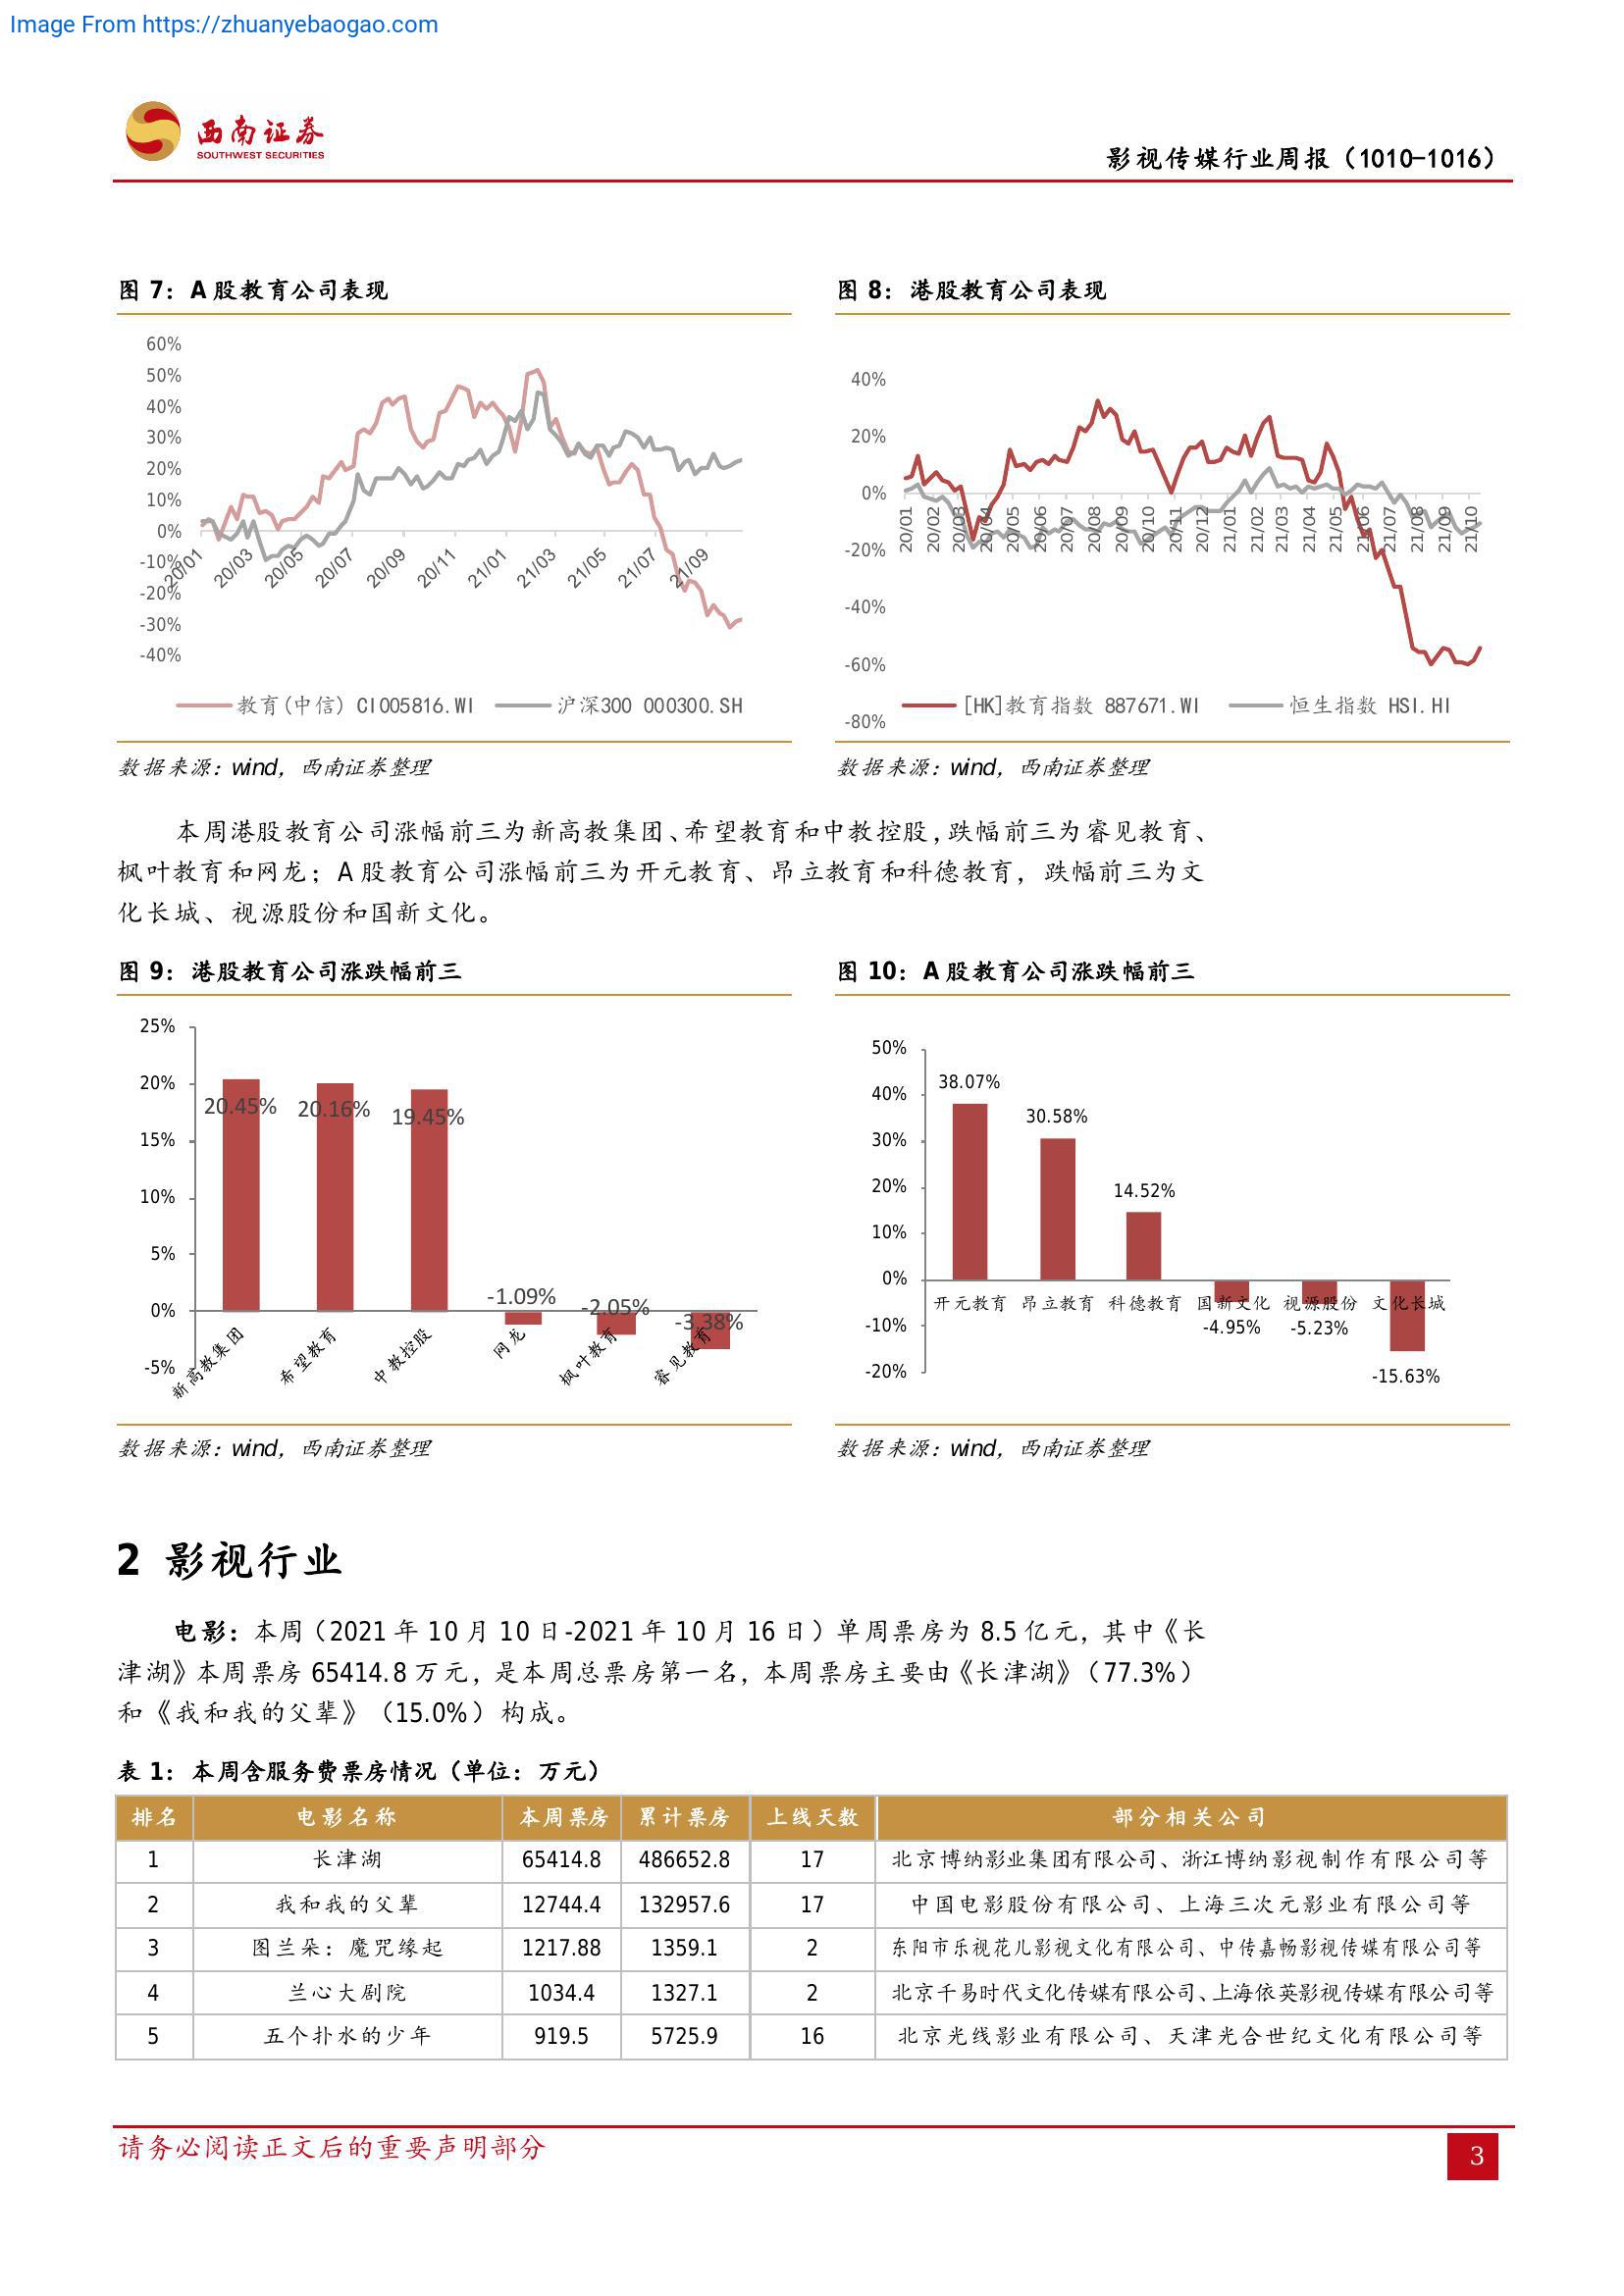 Image From https://zhuanyebaogao.com
西南证券
SOUTHWEST SECURITIES
影视传媒行业周报（1010-1016）
图 7：A 股教育公司表现
60%
50%
40%
30%
20%
10%
0%
-10%
-20%
-30%
-40%
20/01 20/03 20/05 20/07 20/09 20/11 21/01 21/03 21/05 21/07 21/09
教育(中信) CI005816.WI 沪深300 000300.SH
数据来源：wind，西南证券整理
图 8：港股教育公司表现
40%
20%
0%
-20%
-40%
-60%
-80%
20/01 20/02 20/03 20/04 20/05 20/06 20/07 20/08 20/09 20/10 20/11 20/12 21/01 21/02 21/03 21/04 21/05 21/06 21/07 21/08 21/09 21/10
[HK]教育指数 887671.WI 恒生指数 HSI.HI
数据来源：wind，西南证券整理
本周港股教育公司涨幅前三为新高教集团、希望教育和中教控股，跌幅前三为睿见教育、
枫叶教育和网龙；A 股教育公司涨幅前三为开元教育、昂立教育和科德教育，跌幅前三为文
化长城、视源股份和国新文化。
图 9：港股教育公司涨跌幅前三
25%
20%
15%
10%
5%
0%
-5%
20.45% 20.16% 19.45% -1.09% -2.05% -3.38%
新高教集团 希望教育 中教控股 网龙 枫叶教育 睿见教育
数据来源：wind，西南证券整理
图 10：A 股教育公司涨跌幅前三
50%
40%
30%
20%
10%
0%
-10%
-20%
38.07% 30.58% 14.52% -4.95% -5.23% -15.63%
开元教育 昂立教育 科德教育 国新文化 视源股份 文化长城
数据来源：wind，西南证券整理
2 影视行业
电影：本周（2021 年 10 月 10 日-2021 年 10 月 16 日）单周票房为 8.5 亿元，其中《长
津湖》本周票房 65414.8 万元，是本周总票房第一名，本周票房主要由《长津湖》（77.3%）
和《我和我的父辈》（15.0%）构成。
表 1：本周含服务费票房情况（单位：万元）
排名 电影名称 本周票房 累计票房 上线天数 部分相关公司
1 长津湖 65414.8 486652.8 17 北京博纳影业集团有限公司、浙江博纳影视制作有限公司等
2 我和我的父辈 12744.4 132957.6 17 中国电影股份有限公司、上海三次元影业有限公司等
3 图兰朵：魔咒缘起 1217.88 1359.1 2 东阳市乐视花儿影视文化有限公司、中传嘉畅影视传媒有限公司等
4 兰心大剧院 1034.4 1327.1 2 北京千易时代文化传媒有限公司、上海依英影视传媒有限公司等
5 五个扑水的少年 919.5 5725.9 16 北京光线影业有限公司、天津光合世纪文化有限公司等
请务必阅读正文后的重要声明部分
3